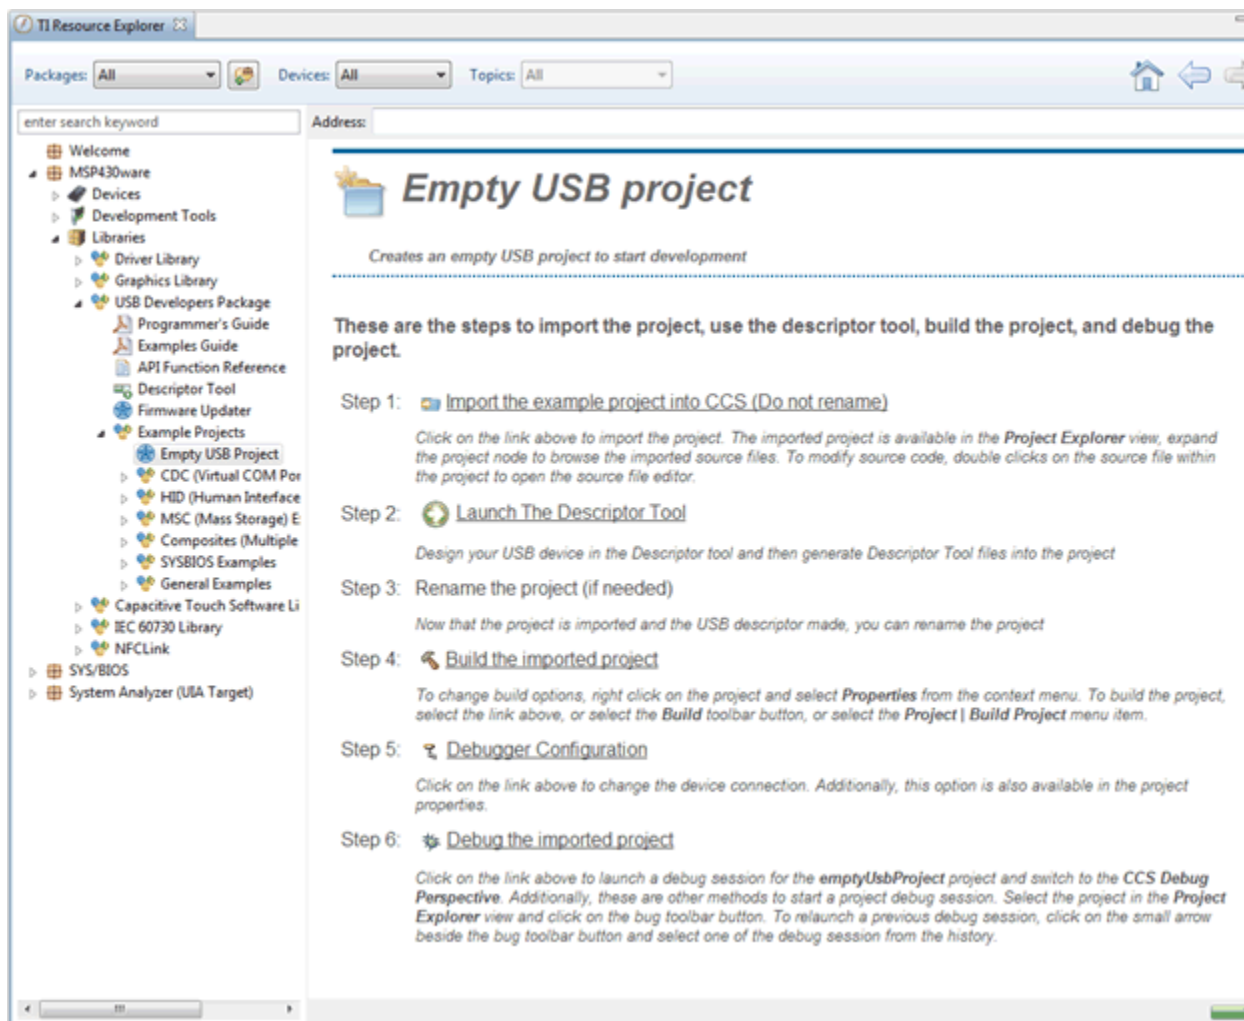 TI Resource Explorer
Packages: All Devices: All Topics: All
enter search keyword
Address:
Welcome
MSP430ware
Devices
Development Tools
Libraries
Driver Library
Graphics Library
USB Developers Package
Programmer's Guide
Examples Guide
API Function Reference
Descriptor Tool
Firmware Updater
Example Projects
Empty USB Project
CDC (Virtual COM Por
HID (Human Interface
MSC (Mass Storage) E
Composites (Multiple
SYSBIOS Examples
General Examples
Capacitive Touch Software Li
IEC 60730 Library
NFCLink
SYS/BIOS
System Analyzer (UIA Target)
Empty USB project
Creates an empty USB project to start development
These are the steps to import the project, use the descriptor tool, build the project, and debug the
project.
Step 1: Import the example project into CCS (Do not rename)
Click on the link above to import the project. The imported project is available in the Project Explorer view, expand
the project node to browse the imported source files. To modify source code, double clicks on the source file within
the project to open the source file editor.
Step 2: Launch The Descriptor Tool
Design your USB device in the Descriptor tool and then generate Descriptor Tool files into the project
Step 3: Rename the project (if needed)
Now that the project is imported and the USB descriptor made, you can rename the project
Step 4: Build the imported project
To change build options, right click on the project and select Properties from the context menu. To build the project,
select the link above, or select the Build toolbar button, or select the Project | Build Project menu item.
Step 5: Debugger Configuration
Click on the link above to change the device connection. Additionally, this option is also available in the project
properties.
Step 6: Debug the imported project
Click on the link above to launch a debug session for the emptyUsbProject project and switch to the CCS Debug
Perspective. Additionally, these are other methods to start a project debug session. Select the project in the Project
Explorer view and click on the bug toolbar button. To relaunch a previous debug session, click on the small arrow
beside the bug toolbar button and select one of the debug session from the history.